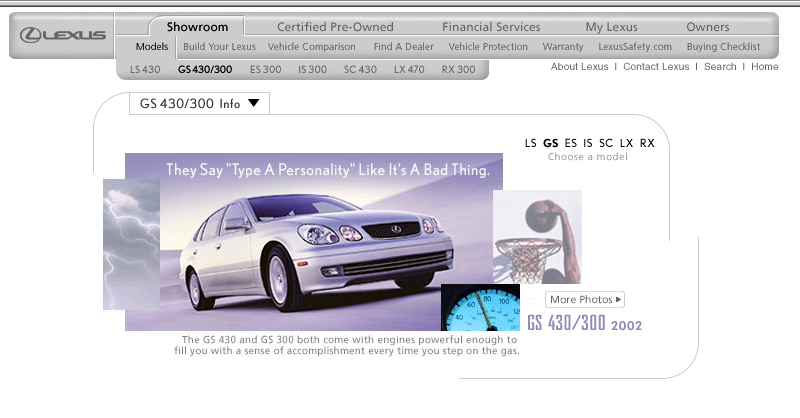 LEXUS
Showroom Certified Pre-Owned Financial Services My Lexus Owners
Models Build Your Lexus Vehicle Comparison Find A Dealer Vehicle Protection Warranty LexusSafety.com Buying Checklist
LS 430 GS 430/300 ES 300 IS 300 SC 430 LX 470 RX 300
About Lexus | Contact Lexus | Search | Home
GS 430/300 Info
LS GS ES IS SC LX RX
Choose a model
They Say "Type A Personality" Like It's A Bad Thing.
40 60 80 100 120
More Photos
GS 430/300 2002
The GS 430 and GS 300 both come with engines powerful enough to
fill you with a sense of accomplishment every time you step on the gas.